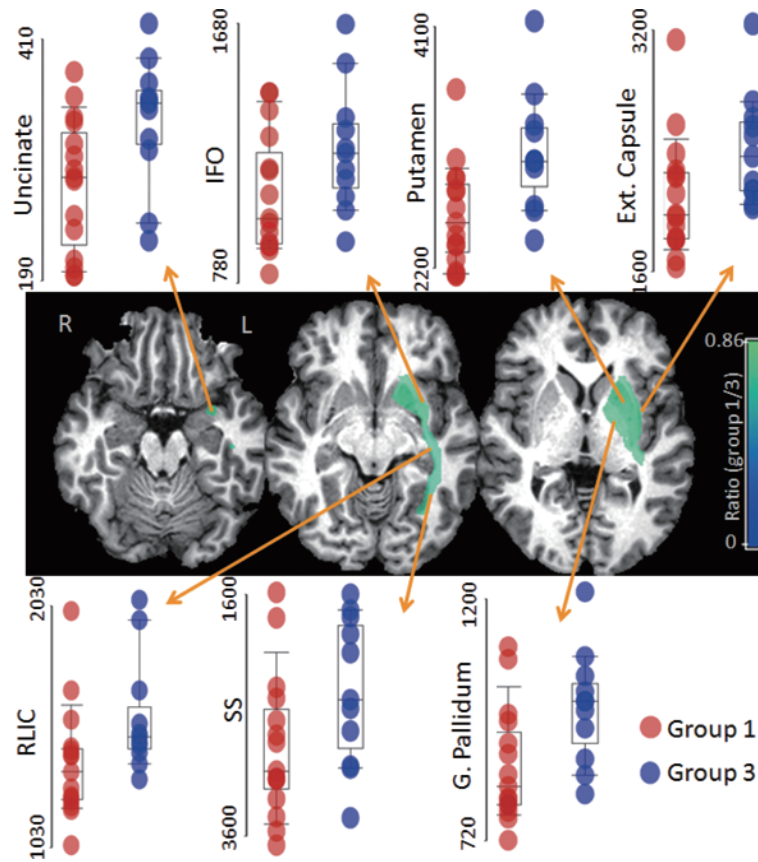 410
Uncinate
190
1680
IFO
780
4100
Putamen
2200
3200
Ext. Capsule
1600
R
L
0.86
Ratio (group 1/3)
0
2030
RLIC
1030
1600
SS
3600
1200
G. Pallidum
720
Group 1
Group 3